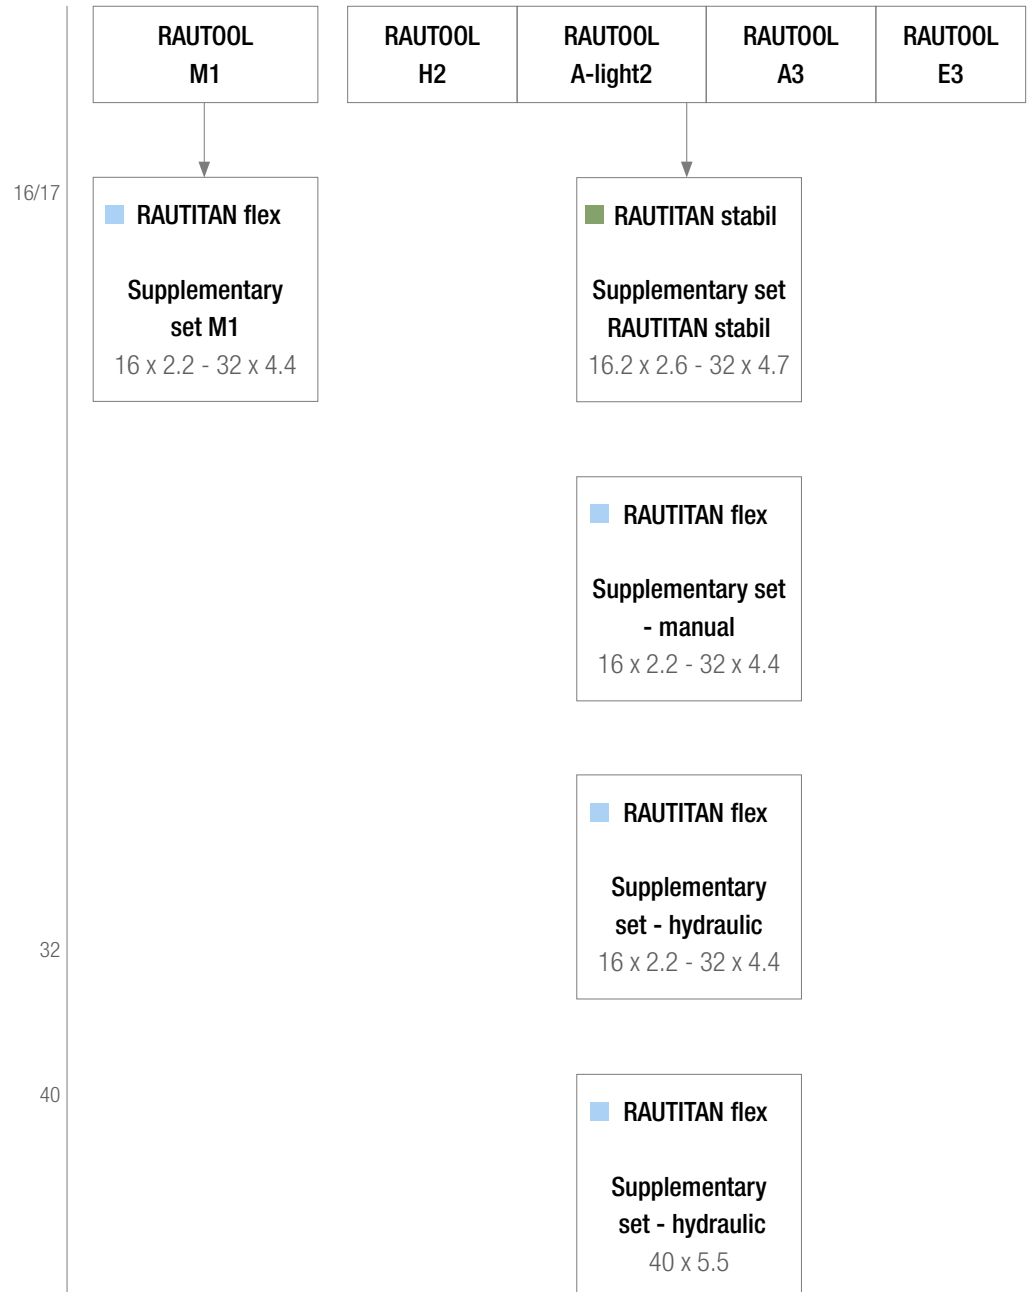 RAUTOOL
M1
RAUTOOL
H2
RAUTOOL
A-light2
RAUTOOL
A3
RAUTOOL
E3
16/17
RAUTITAN flex
Supplementary
set M1
16 x 2.2 - 32 x 4.4
RAUTITAN stabil
Supplementary set
RAUTITAN stabil
16.2 x 2.6 - 32 x 4.7
RAUTITAN flex
Supplementary set
- manual
16 x 2.2 - 32 x 4.4
RAUTITAN flex
Supplementary
set - hydraulic
16 x 2.2 - 32 x 4.4
32
40
RAUTITAN flex
Supplementary
set - hydraulic
40 x 5.5